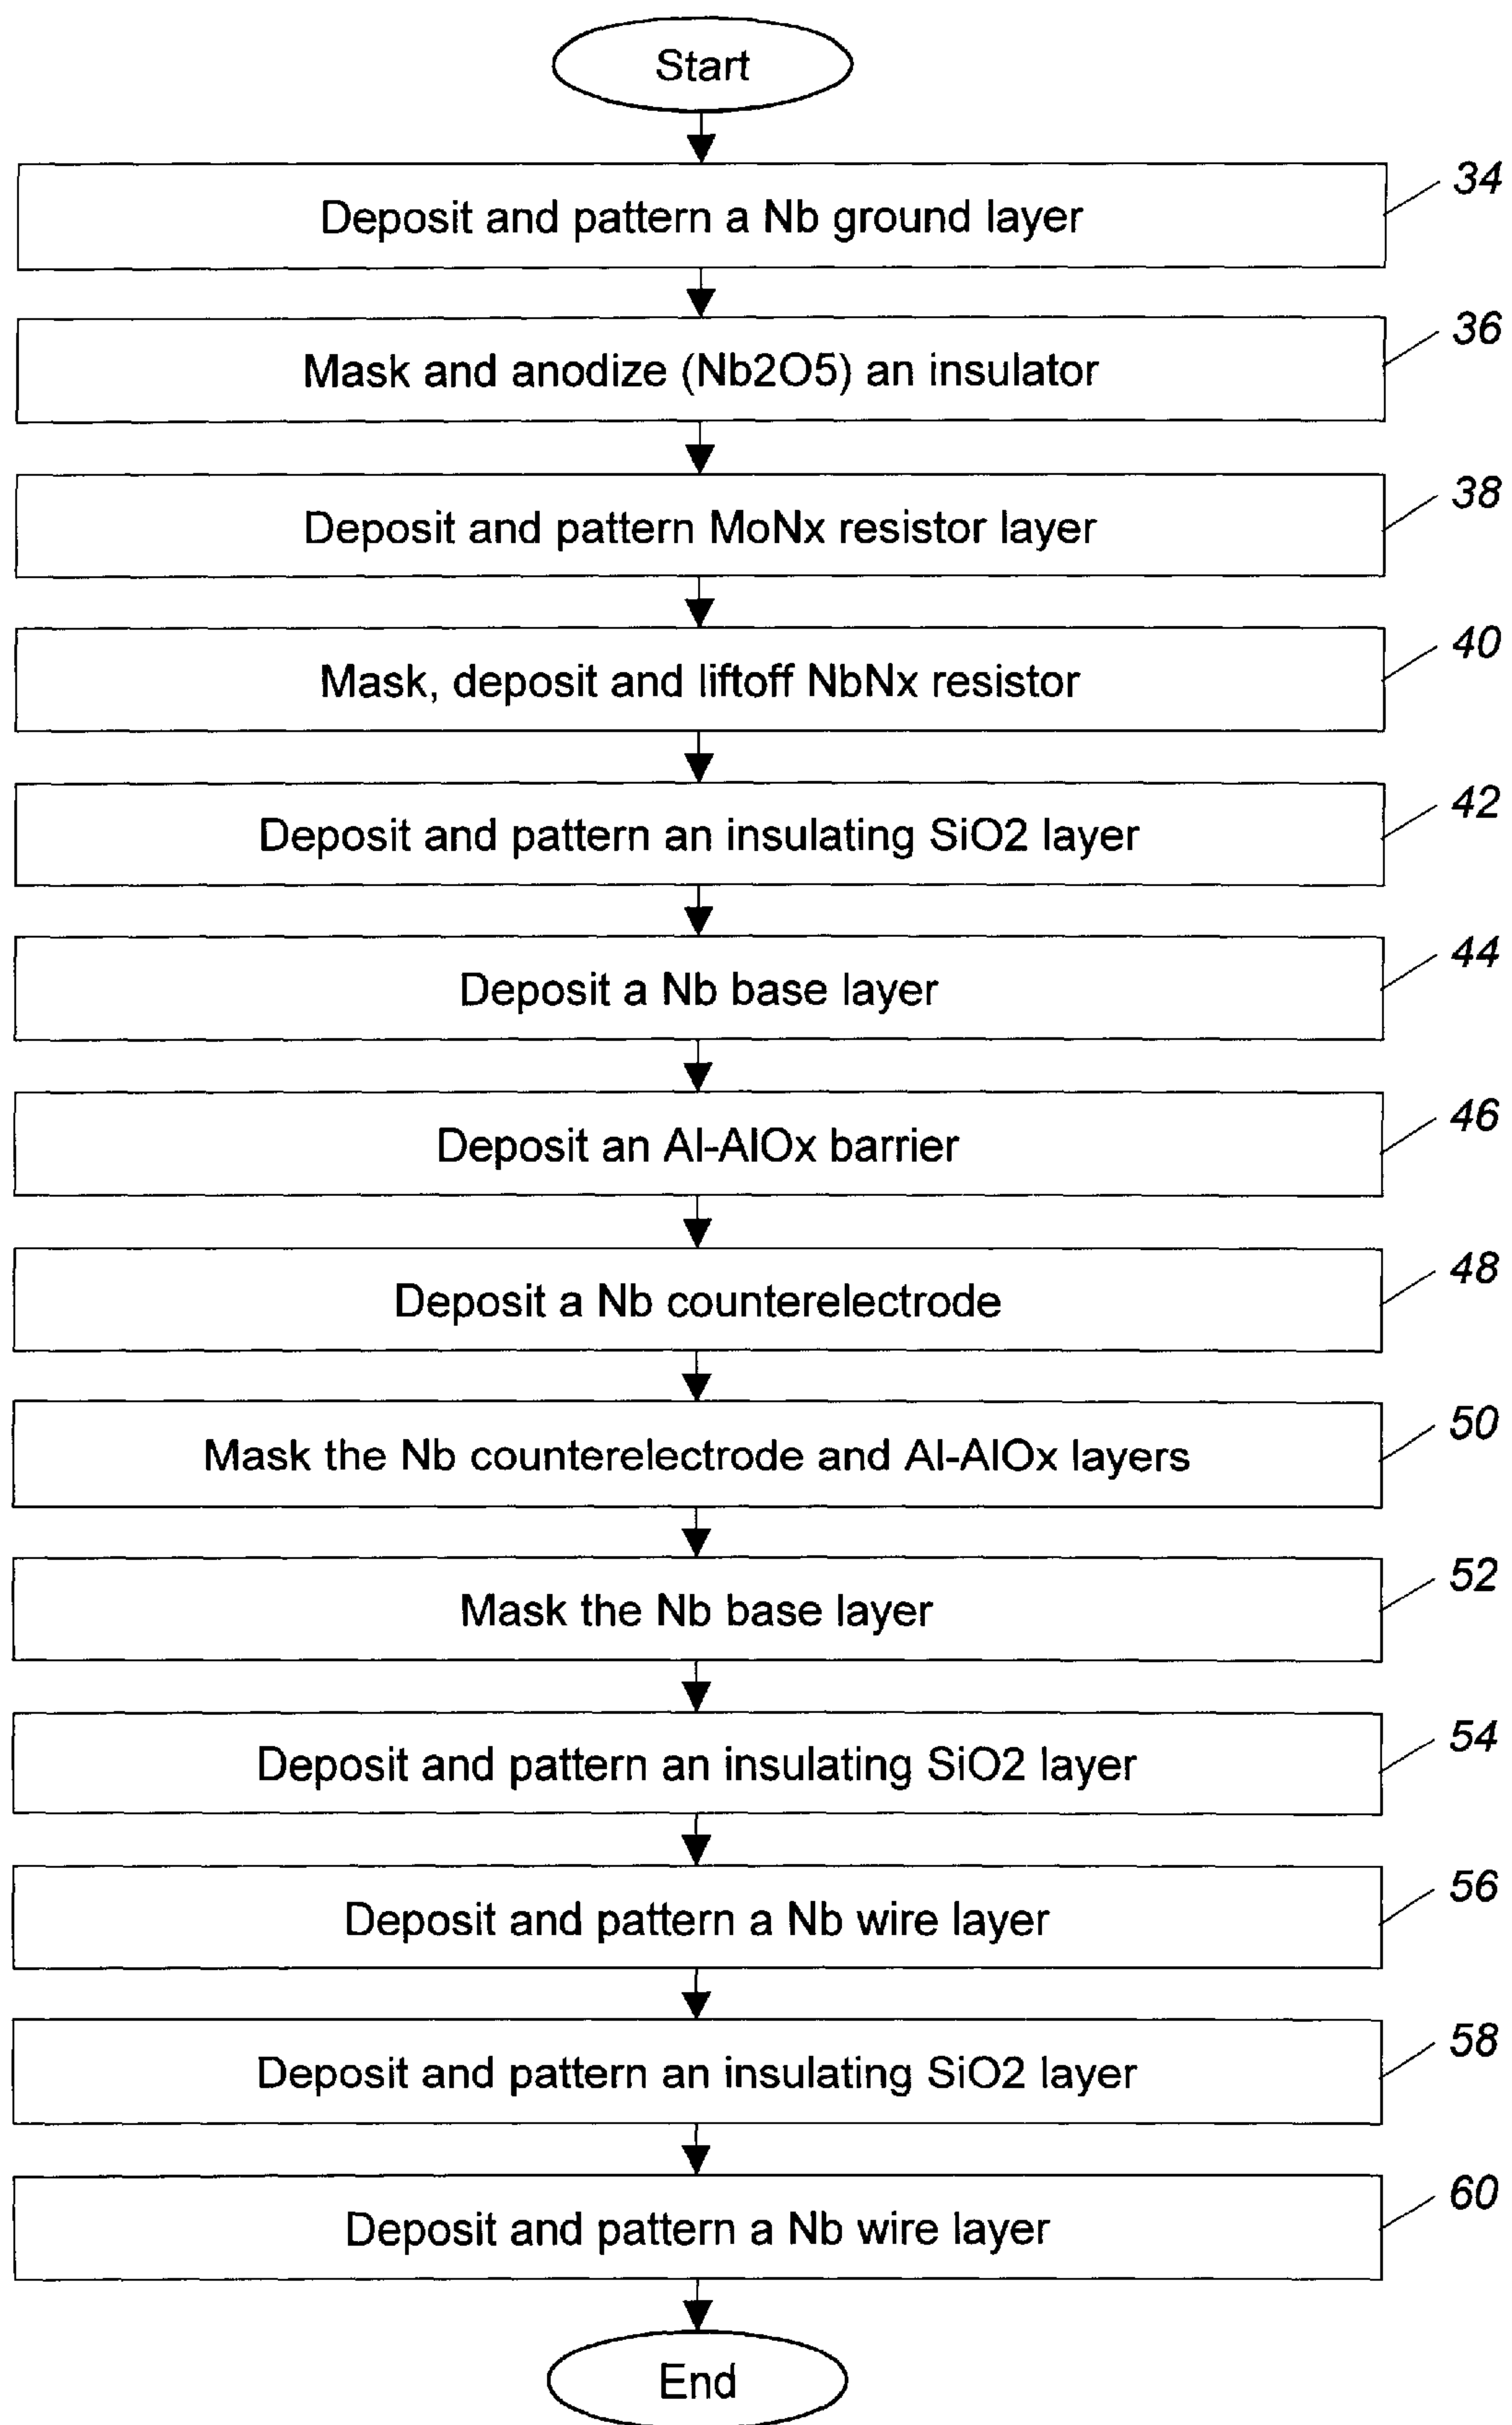 Start
Deposit and pattern a Nb ground layer
34
Mask and anodize (Nb2O5) an insulator
36
Deposit and pattern MoNx resistor layer
38
Mask, deposit and liftoff NbNx resistor
40
Deposit and pattern an insulating SiO2 layer
42
Deposit a Nb base layer
44
Deposit an Al-AlOx barrier
46
Deposit a Nb counterelectrode
48
Mask the Nb counterelectrode and Al-AlOx layers
50
Mask the Nb base layer
52
Deposit and pattern an insulating SiO2 layer
54
Deposit and pattern a Nb wire layer
56
Deposit and pattern an insulating SiO2 layer
58
Deposit and pattern a Nb wire layer
60
End